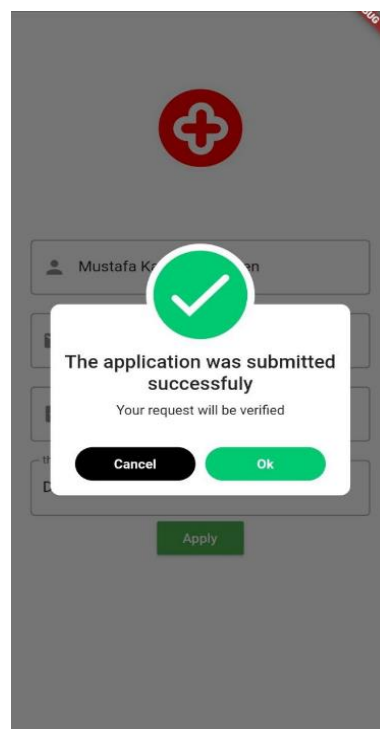 Mustafa
The application was submitted
successfuly
Your request will be verified
Cancel
Ok
Apply